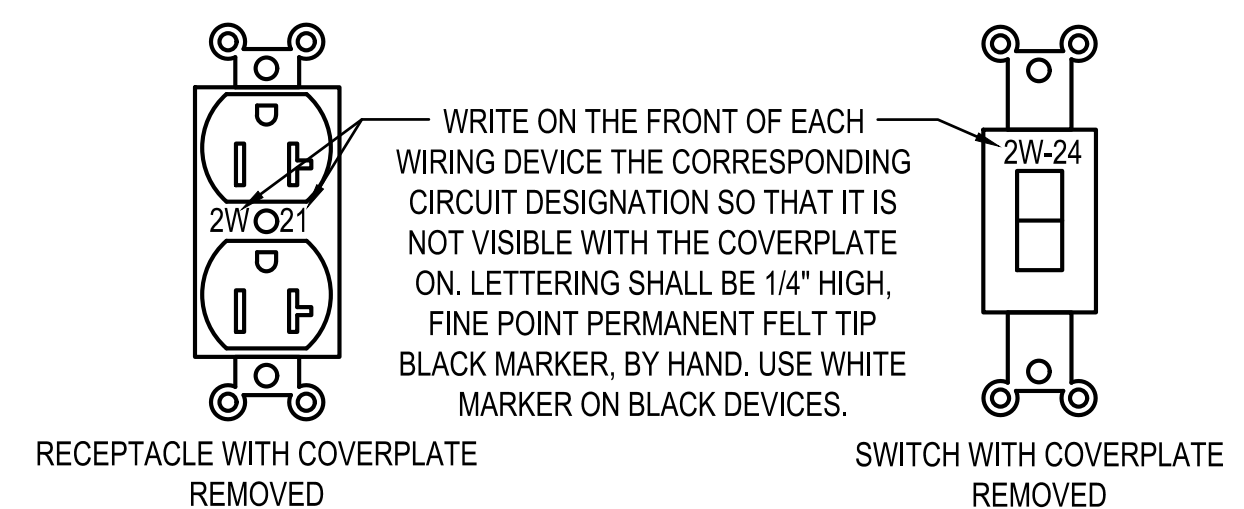 WRITE ON THE FRONT OF EACH
WIRING DEVICE THE CORRESPONDING
CIRCUIT DESIGNATION SO THAT IT IS
NOT VISIBLE WITH THE COVERPLATE
ON. LETTERING SHALL BE 1/4" HIGH,
FINE POINT PERMANENT FELT TIP
BLACK MARKER, BY HAND. USE WHITE
MARKER ON BLACK DEVICES.
2W 21
2W-24
RECEPTACLE WITH COVERPLATE
REMOVED
SWITCH WITH COVERPLATE
REMOVED